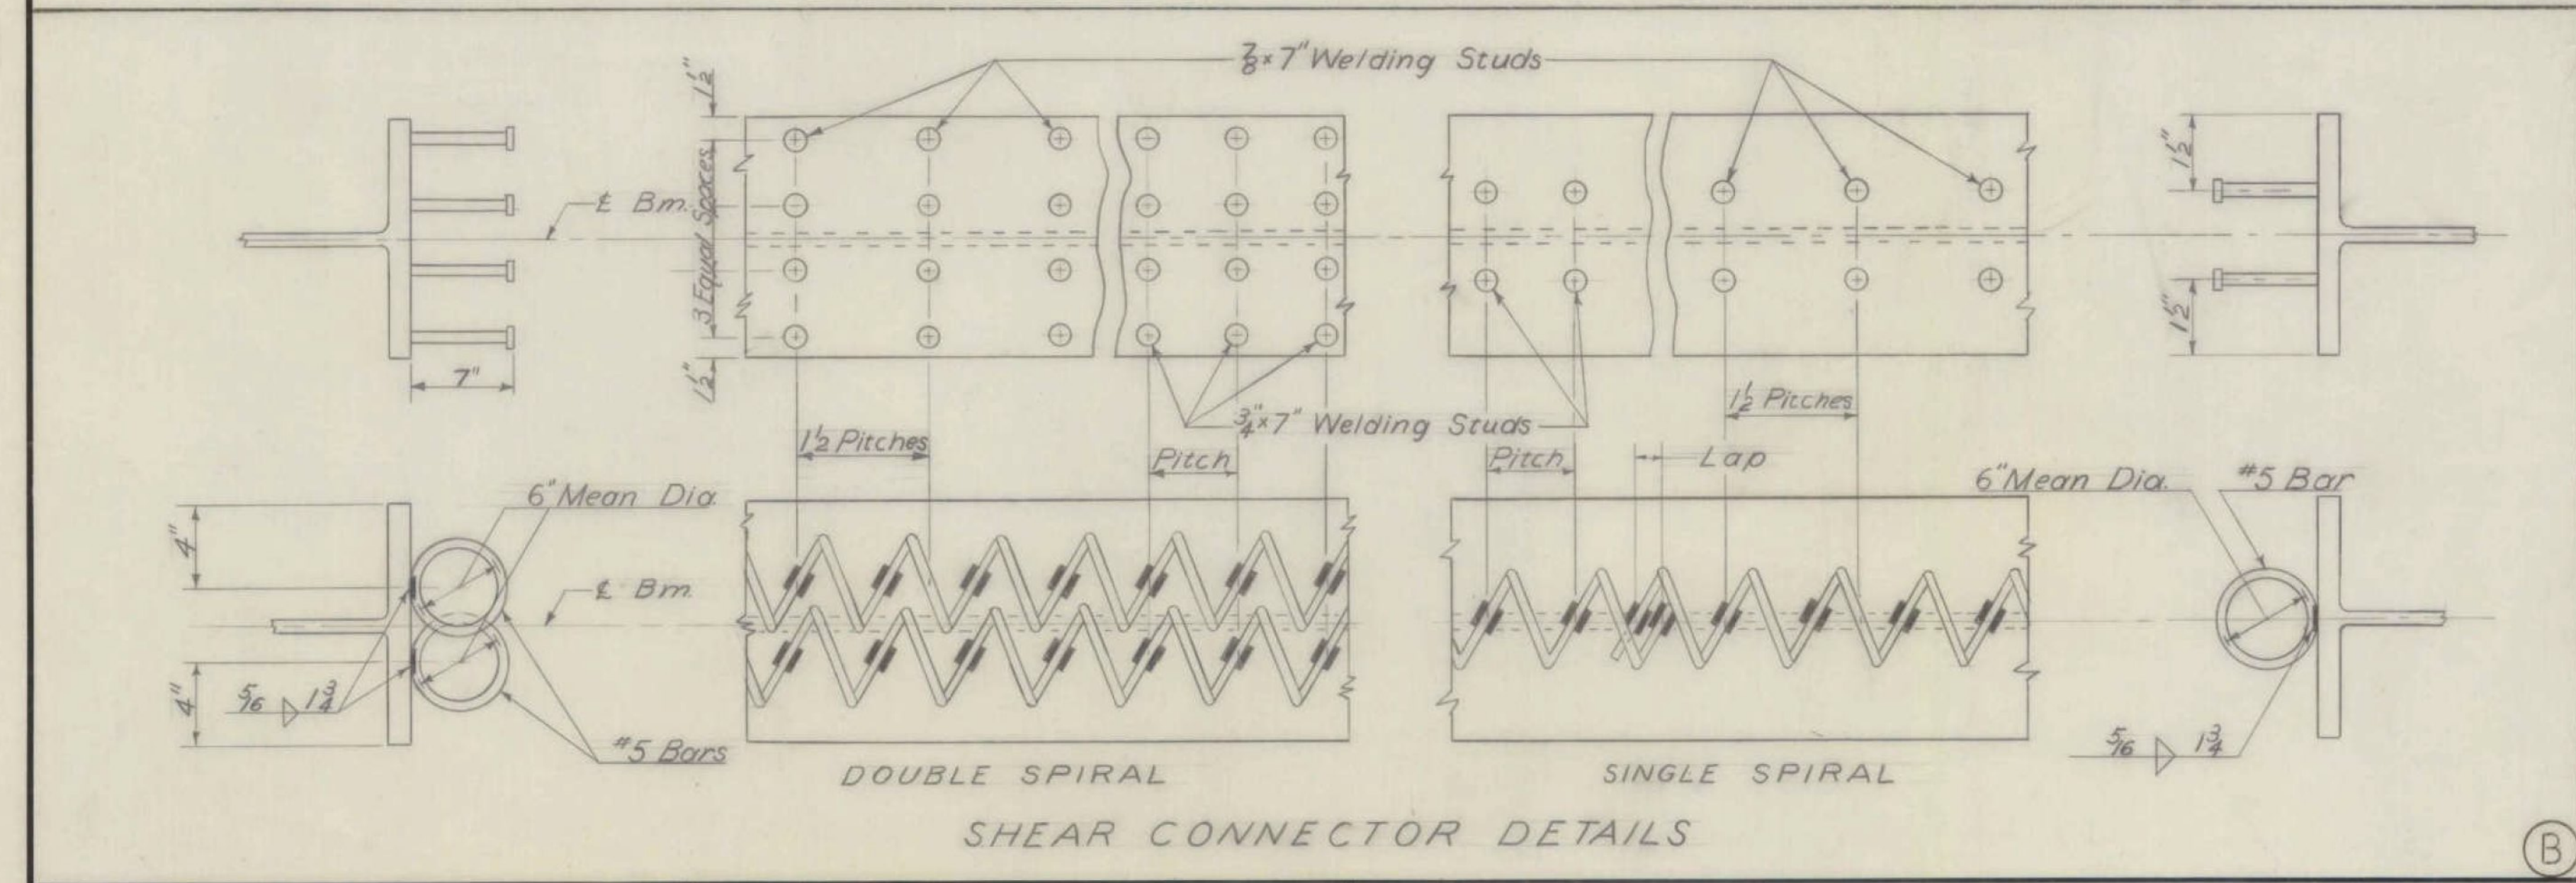 7/8 x 7" Welding Studs
1 1/2"
3 Equal Spaces
1 1/2"
℄ Bm.
7"
1 1/2"
1 1/2"
1 1/2 Pitches
3/4" x 7" Welding Studs
1 1/2 Pitches
Pitch
Pitch
Lap
6" Mean Dia.
6" Mean Dia.
#5 Bar
4"
℄ Bm.
4"
5/16 1 3/4
#5 Bars
5/16 1 3/4
DOUBLE SPIRAL
SINGLE SPIRAL
SHEAR CONNECTOR DETAILS
B